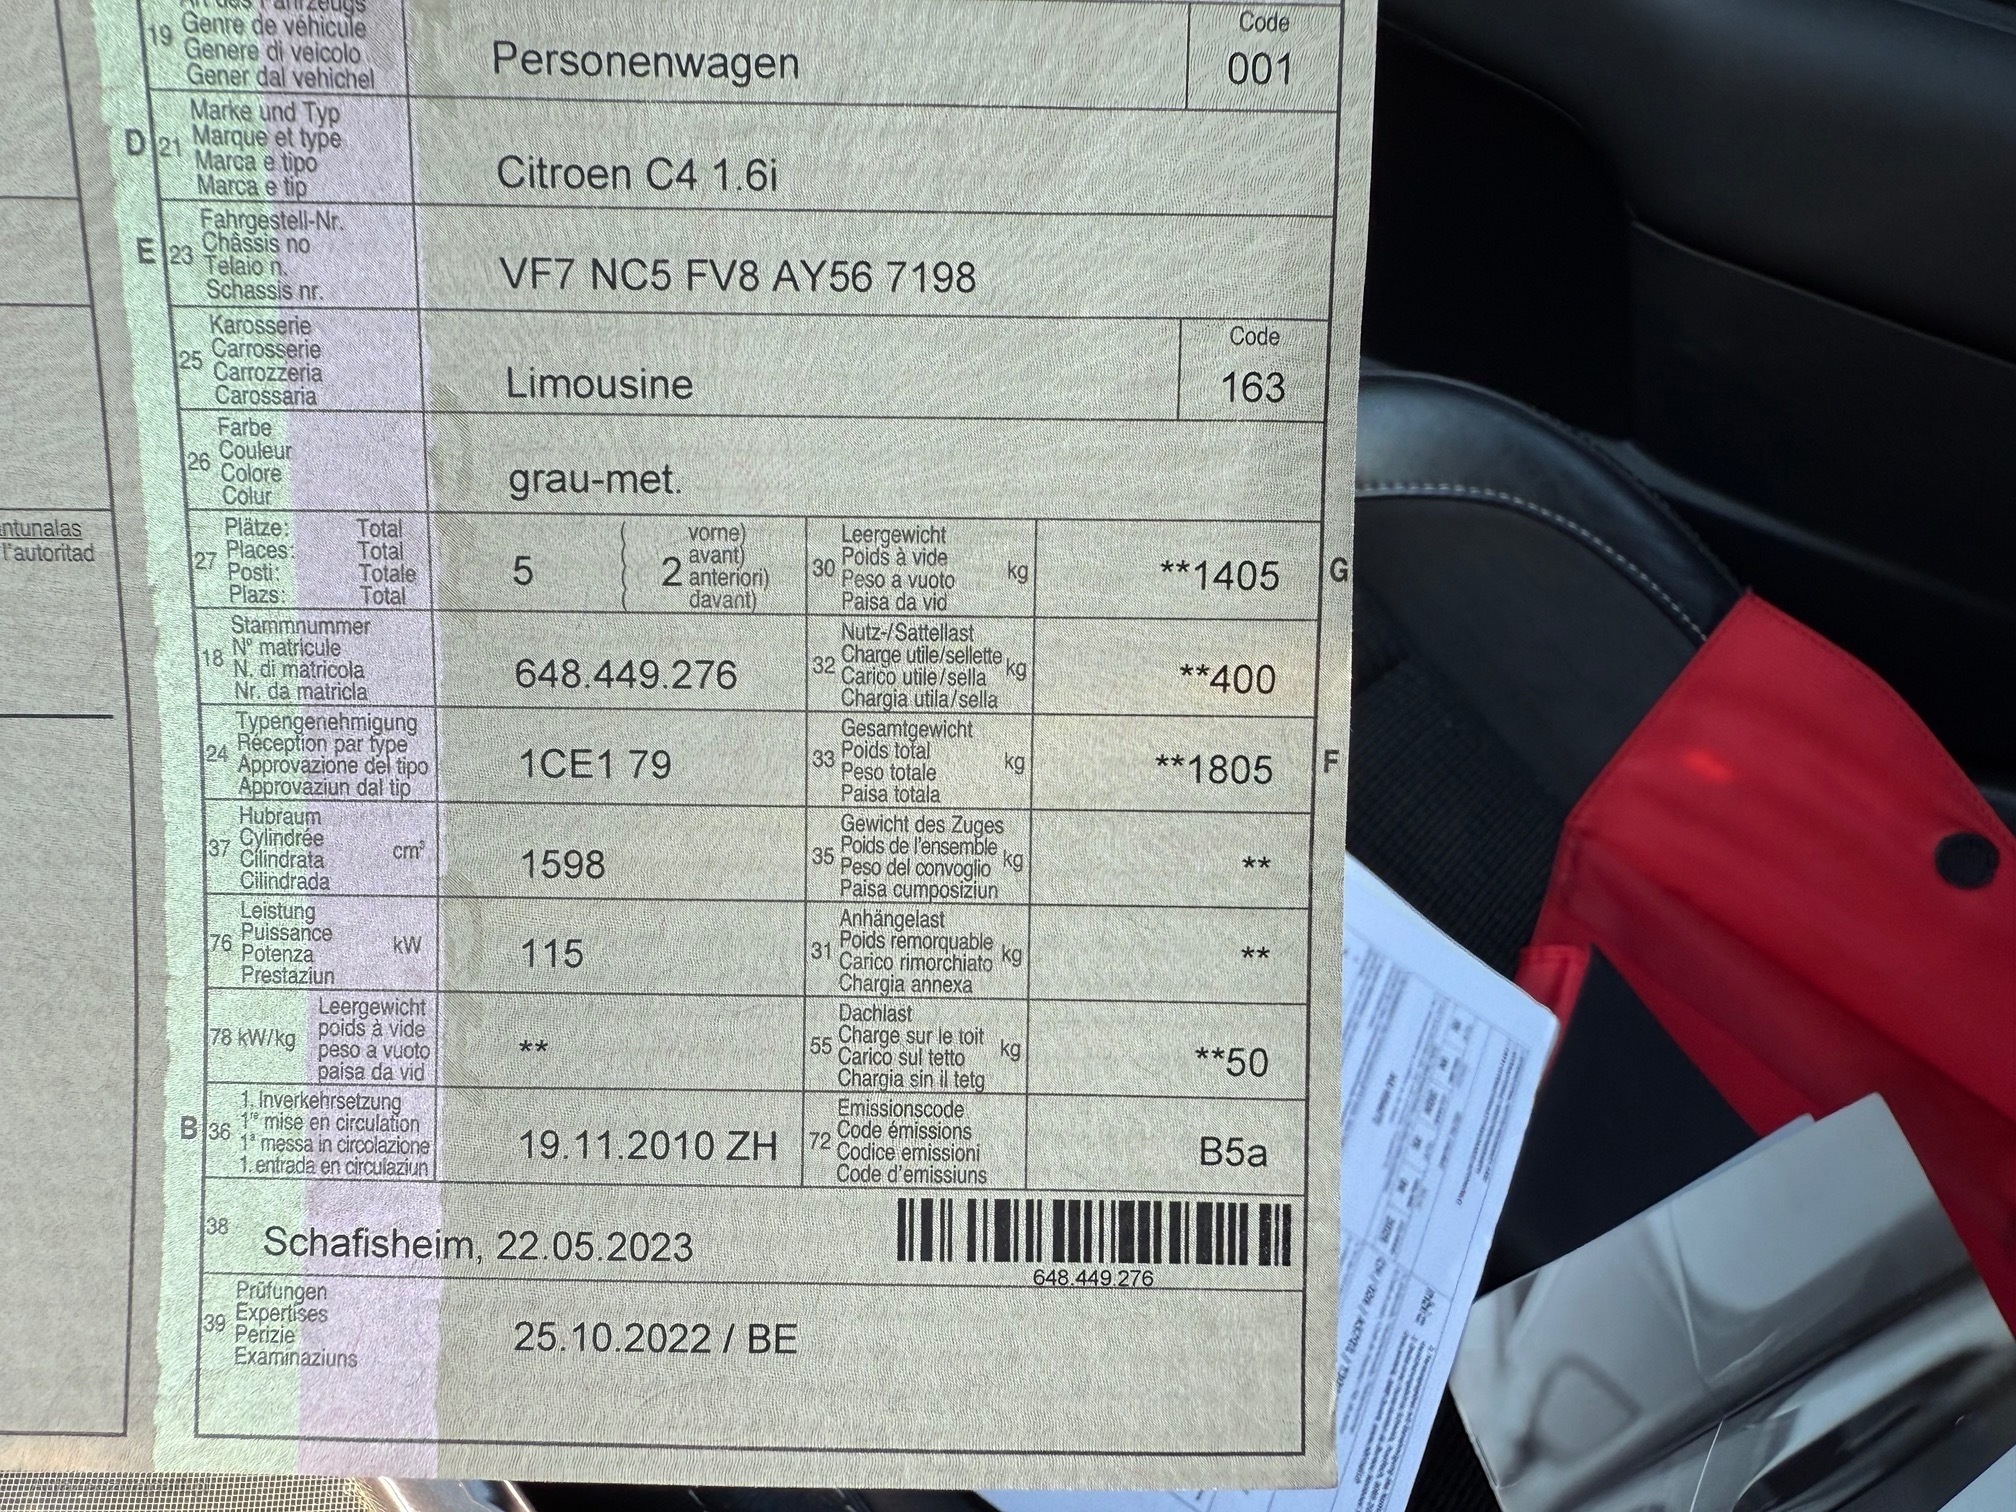 19
Genre de véhicule
Genere di veicolo
Gener dal vehichel
Personenwagen
Code
001
D
21
Marke und Typ
Marque et type
Marca e tipo
Marca e tip
Citroen C4 1.6i
E
23
Fahrgestell-Nr.
Châssis no
Telaio n.
Schassis nr.
VF7 NC5 FV8 AY56 7198
25
Karosserie
Carrosserie
Carrozzeria
Carossaria
Limousine
Code
163
26
Farbe
Couleur
Colore
Colur
grau-met.
ntunalas
l'autoritad
27
Plätze: Total
Places: Total
Posti: Totale
Plazs: Total
5
2
vorne)
avant)
anteriori)
davant)
30
Leergewicht
Poids à vide
Peso a vuoto
Paisa da vid
kg
**1405
G
18
Stammnummer
N° matricule
N. di matricola
Nr. da matricla
648.449.276
32
Nutz-/Sattellast
Charge utile/sellette
Carico utile/sella
Chargia utila/sella
kg
**400
24
Typengenehmigung
Réception par type
Approvazione del tipo
Approvaziun dal tip
1CE1 79
33
Gesamtgewicht
Poids total
Peso totale
Paisa totala
kg
**1805
F
37
Hubraum
Cylindrée
Cilindrata
Cilindrada
cm³
1598
35
Gewicht des Zuges
Poids de l'ensemble
Peso del convoglio
Paisa cumposiziun
kg
**
76
Leistung
Puissance
Potenza
Prestaziun
kW
115
31
Anhängelast
Poids remorquable
Carico rimorchiato
Chargia annexa
kg
**
78 kW/kg
Leergewicht
poids à vide
peso a vuoto
paisa da vid
**
55
Dachlast
Charge sur le toit
Carico sul tetto
Chargia sin il tetg
kg
**50
B
36
1. Inverkehrsetzung
1re mise en circulation
1a messa in circolazione
1. entrada en circulaziun
19.11.2010 ZH
72
Emissionscode
Code émissions
Codice emissioni
Code d'emissiuns
B5a
38
Schafisheim, 22.05.2023
648.449.276
39
Prüfungen
Expertises
Perizie
Examinaziuns
25.10.2022 / BE